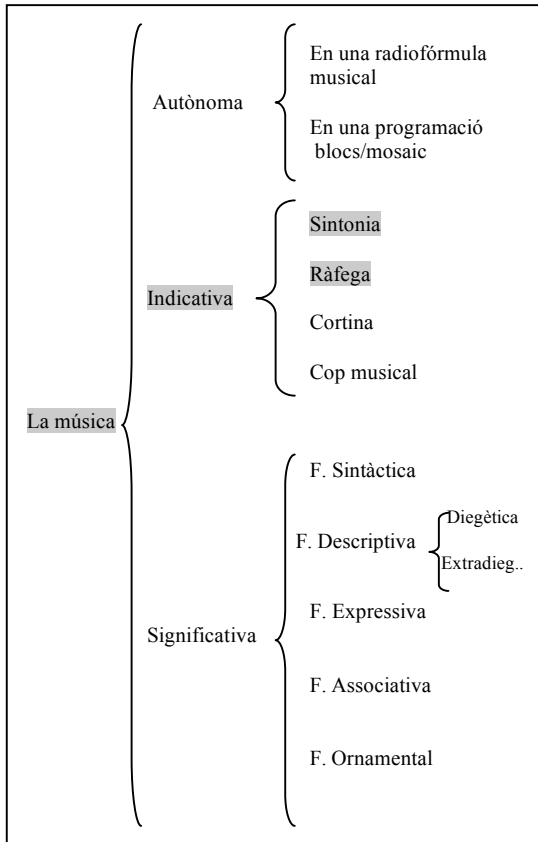 La música
Autònoma
En una radiofórmula
musical
En una programació
blocs/mosaic
Indicativa
Sintonia
Ràfega
Cortina
Cop musical
Significativa
F. Sintàctica
F. Descriptiva
Diegètica
Extradieg..
F. Expressiva
F. Associativa
F. Ornamental